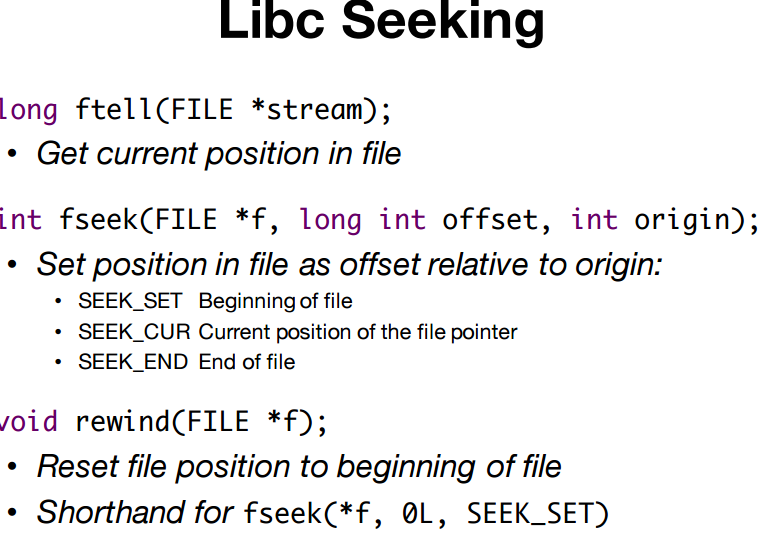 Libc Seeking
long ftell(FILE *stream);
• Get current position in file
int fseek(FILE *f, long int offset, int origin);
• Set position in file as offset relative to origin:
• SEEK_SET Beginning of file
• SEEK_CUR Current position of the file pointer
• SEEK_END End of file
void rewind(FILE *f);
• Reset file position to beginning of file
• Shorthand for fseek(*f, 0L, SEEK_SET)